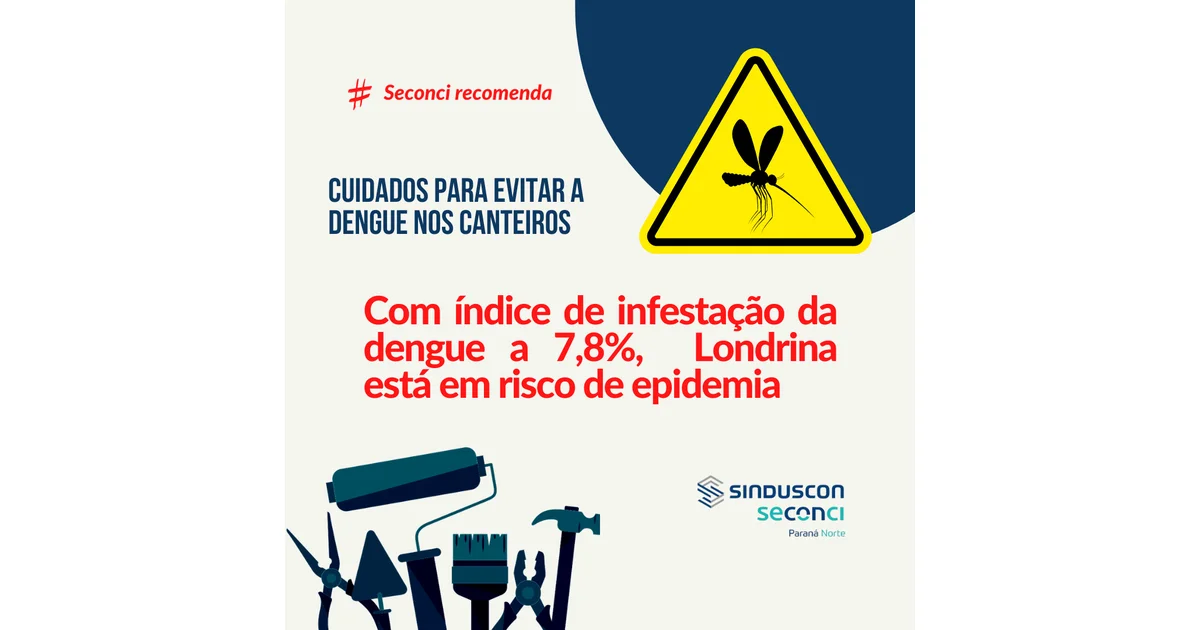 # Seconci recomenda
CUIDADOS PARA EVITAR A
DENGUE NOS CANTEIROS
Com índice de infestação da
dengue a 7,8%, Londrina
está em risco de epidemia
SINDUSCON
seconci
Paraná Norte